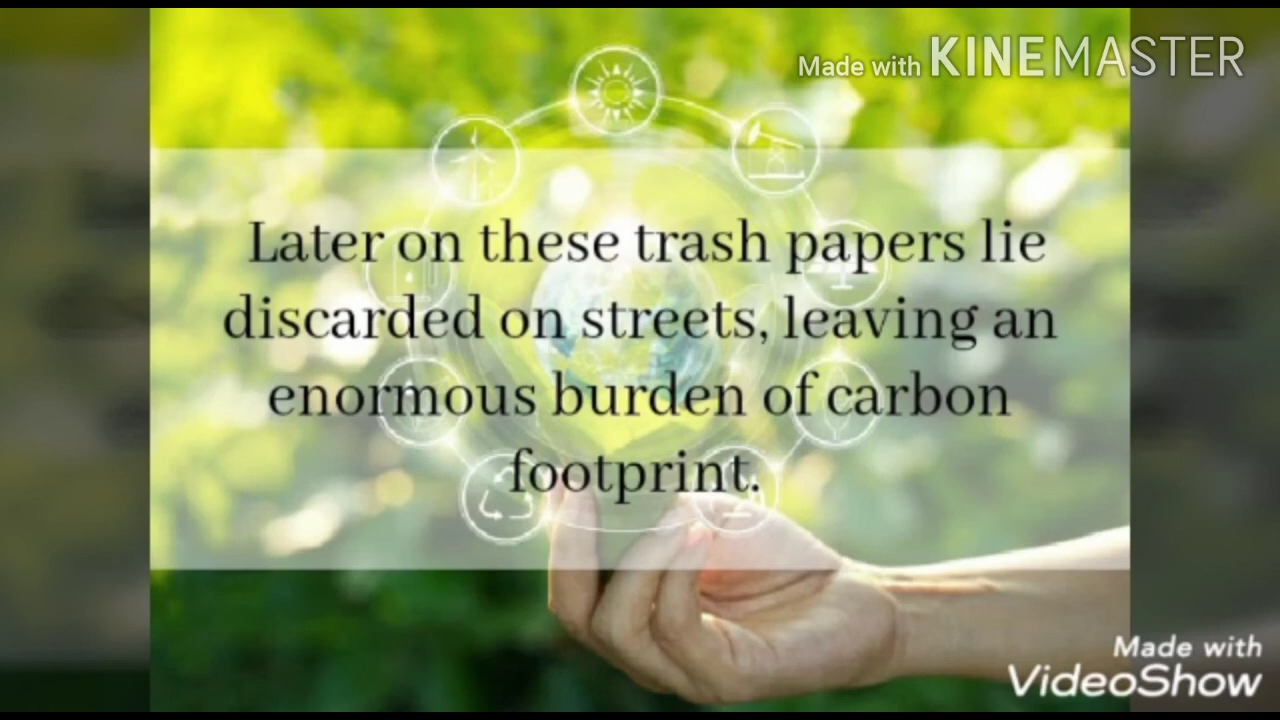 Made with KINEMASTER
Later on these trash papers lie
discarded on streets, leaving an
enormous burden of carbon
footprint.
Made with
VideoShow